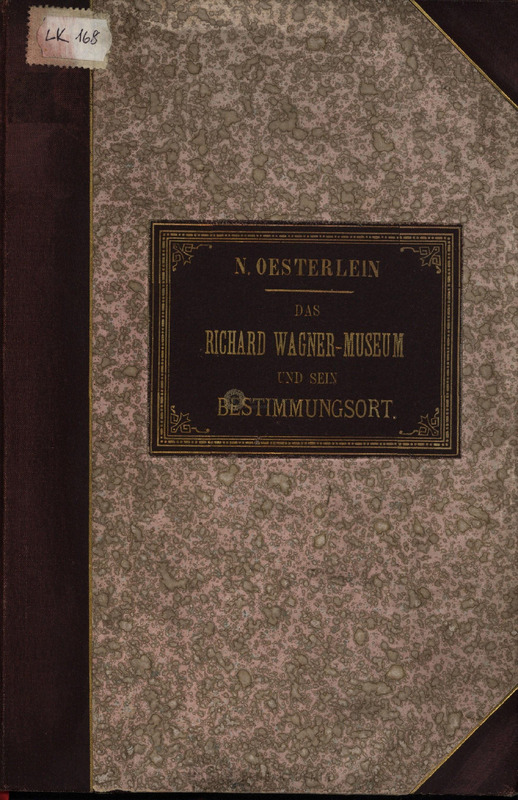 LK 168
N. OESTERLEIN
DAS
RICHARD WAGNER-MUSEUM
UND SEIN
BESTIMMUNGSORT.